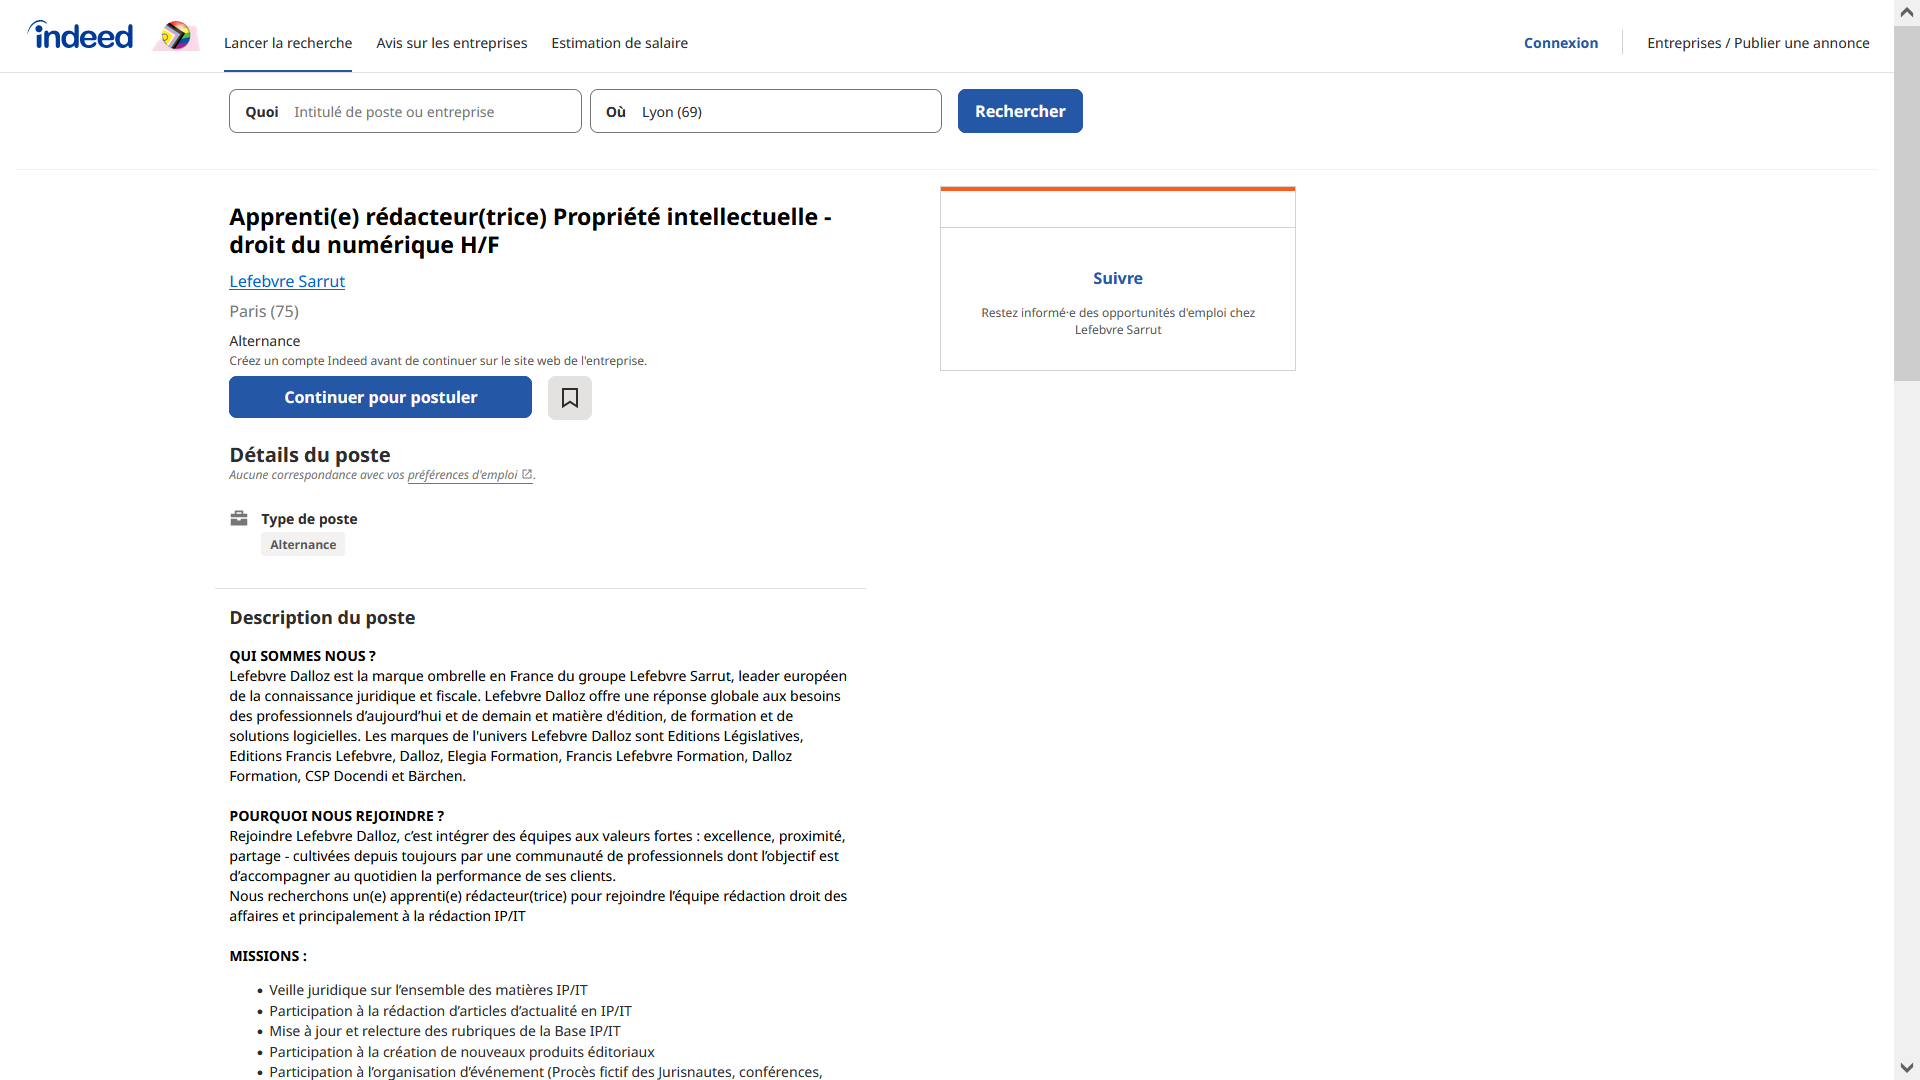 indeed
Lancer la recherche
Avis sur les entreprises
Estimation de salaire
Connexion
Entreprises / Publier une annonce
Quoi Intitulé de poste ou entreprise
Où Lyon (69)
Rechercher
Apprenti(e) rédacteur(trice) Propriété intellectuelle -
droit du numérique H/F
Lefebvre Sarrut
Paris (75)
Alternance
Créez un compte Indeed avant de continuer sur le site web de l'entreprise.
Continuer pour postuler
Suivre
Restez informé·e des opportunités d'emploi chez
Lefebvre Sarrut
Détails du poste
Aucune correspondance avec vos préférences d'emploi.
Type de poste
Alternance
Description du poste
QUI SOMMES NOUS ?
Lefebvre Dalloz est la marque ombrelle en France du groupe Lefebvre Sarrut, leader européen
de la connaissance juridique et fiscale. Lefebvre Dalloz offre une réponse globale aux besoins
des professionnels d’aujourd’hui et de demain et matière d'édition, de formation et de
solutions logicielles. Les marques de l'univers Lefebvre Dalloz sont Editions Législatives,
Editions Francis Lefebvre, Dalloz, Elegia Formation, Francis Lefebvre Formation, Dalloz
Formation, CSP Docendi et Bärchen.
POURQUOI NOUS REJOINDRE ?
Rejoindre Lefebvre Dalloz, c’est intégrer des équipes aux valeurs fortes : excellence, proximité,
partage - cultivées depuis toujours par une communauté de professionnels dont l’objectif est
d’accompagner au quotidien la performance de ses clients.
Nous recherchons un(e) apprenti(e) rédacteur(trice) pour rejoindre l’équipe rédaction droit des
affaires et principalement à la rédaction IP/IT
MISSIONS :
• Veille juridique sur l’ensemble des matières IP/IT
• Participation à la rédaction d’articles d’actualité en IP/IT
• Mise à jour et relecture des rubriques de la Base IP/IT
• Participation à la création de nouveaux produits éditoriaux
• Participation à l’organisation d’événement (Procès fictif des Jurisnautes, conférences,